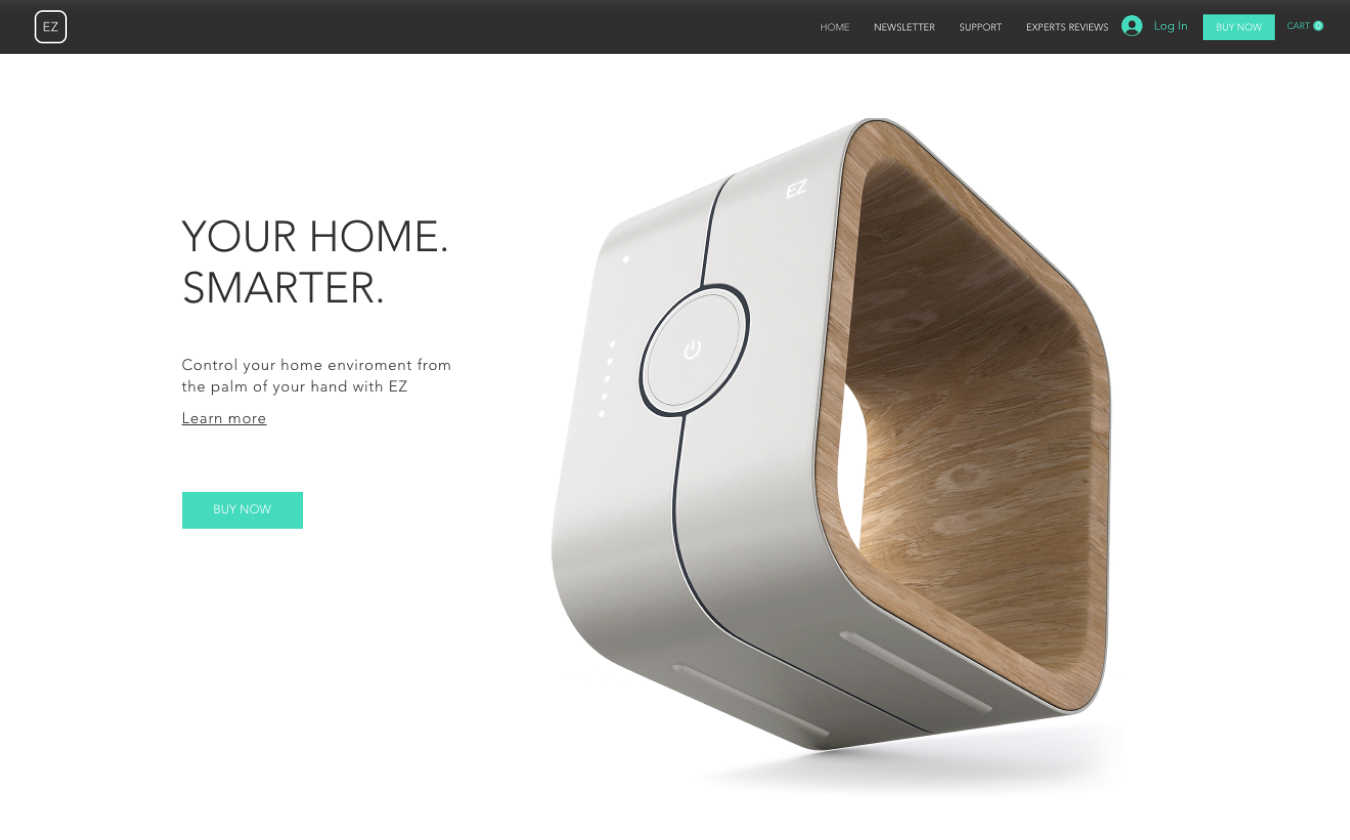 EZ
HOME NEWSLETTER SUPPORT EXPERTS REVIEWS Log In BUY NOW CART 0
EZ
YOUR HOME.
SMARTER.
Control your home enviroment from
the palm of your hand with EZ
Learn more
BUY NOW